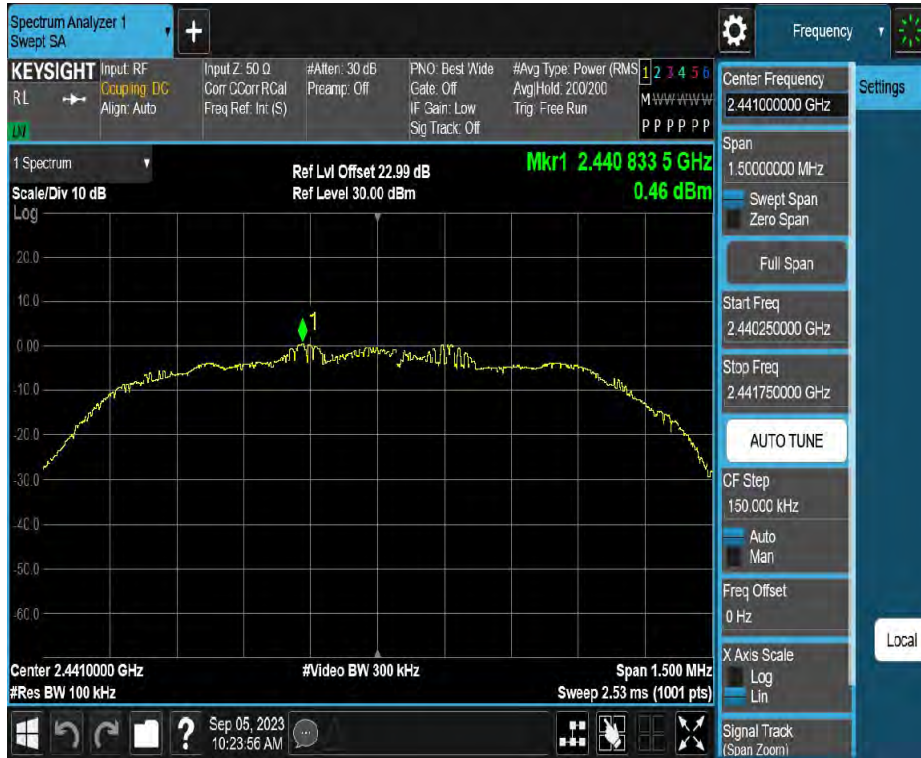 Spectrum Analyzer 1
Swept SA
+
Frequency
KEYSIGHT
RL
Input: RF
Coupling: DC
Align: Auto
Input Z: 50 Ω
Corr CCorr RCal
Freq Ref: Int (S)
#Atten: 30 dB
Preamp: Off
PNO: Best Wide
Gate: Off
IF Gain: Low
Sig Track: Off
#Avg Type: Power (RMS
Avg|Hold: 200/200
Trig: Free Run
1 2 3 4 5 6
M W W W W W
P P P P P P
1 Spectrum
Scale/Div 10 dB
Log
Ref Lvl Offset 22.99 dB
Ref Level 30.00 dBm
Mkr1 2.440 833 5 GHz
0.46 dBm
20.0
10.0
0.00
-10.0
-20.0
-30.0
-40.0
-50.0
-60.0
1
Center 2.4410000 GHz
#Res BW 100 kHz
#Video BW 300 kHz
Span 1.500 MHz
Sweep 2.53 ms (1001 pts)
?
Sep 05, 2023
10:23:56 AM
Center Frequency
2.441000000 GHz
Span
1.50000000 MHz
Swept Span
Zero Span
Full Span
Start Freq
2.440250000 GHz
Stop Freq
2.441750000 GHz
AUTO TUNE
CF Step
150.000 kHz
Auto
Man
Freq Offset
0 Hz
X Axis Scale
Log
Lin
Signal Track
(Span Zoom)
Settings
Local